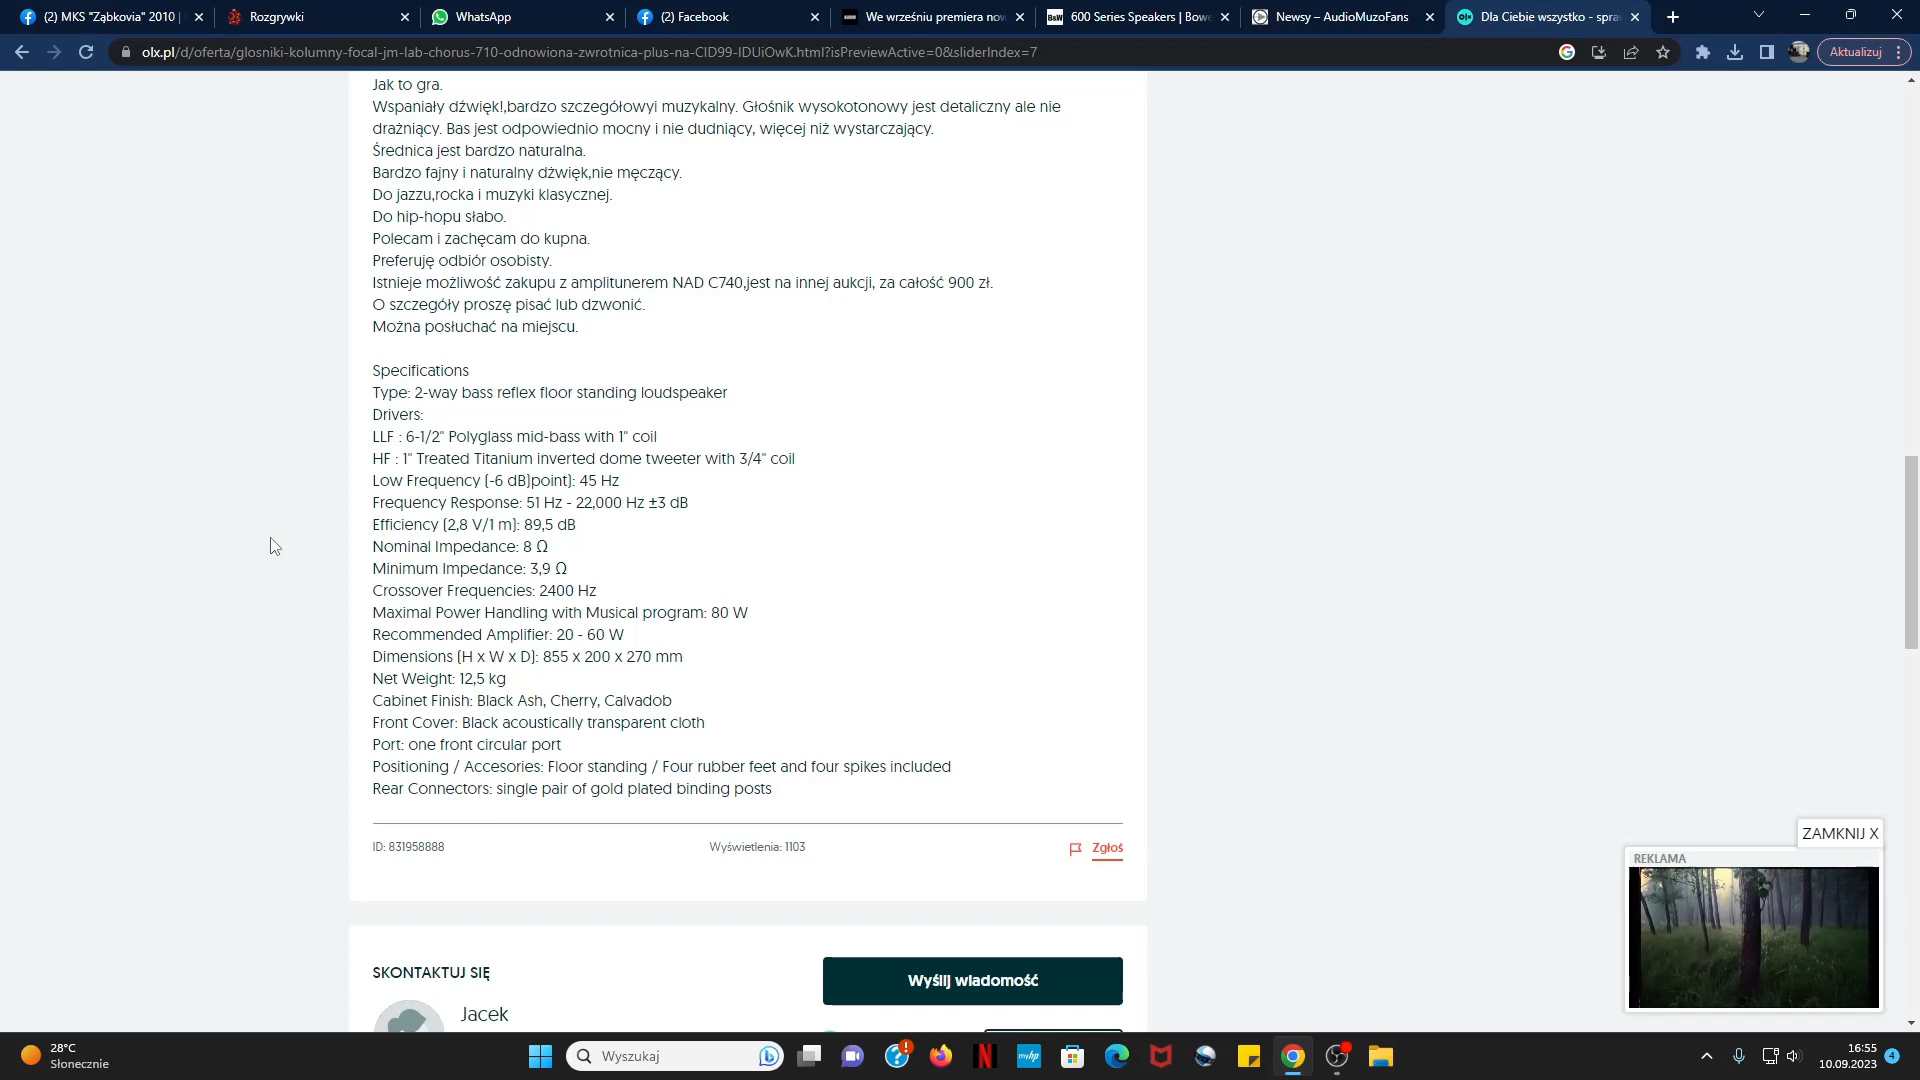 (2) MKS "Ząbkovia" 2010 |
Rozgrywki
WhatsApp
(2) Facebook
We wrześniu premiera now
600 Series Speakers | Bowe
Newsy – AudioMuzoFans
Dla Ciebie wszystko - spraw
olx.pl/d/oferta/glosniki-kolumny-focal-jm-lab-chorus-710-odnowiona-zwrotnica-plus-na-CID99-IDUiOwK.html?isPreviewActive=0&sliderIndex=7
Aktualizuj
Jak to gra.
Wspaniały dźwięk!,bardzo szczegółowyi muzykalny. Głośnik wysokotonowy jest detaliczny ale nie
drażniący. Bas jest odpowiednio mocny i nie dudniący, więcej niż wystarczający.
Średnica jest bardzo naturalna.
Bardzo fajny i naturalny dźwięk,nie męczący.
Do jazzu,rocka i muzyki klasycznej.
Do hip-hopu słabo.
Polecam i zachęcam do kupna.
Preferuję odbiór osobisty.
Istnieje możliwość zakupu z amplitunerem NAD C740,jest na innej aukcji, za całość 900 zł.
O szczegóły proszę pisać lub dzwonić.
Można posłuchać na miejscu.
Specifications
Type: 2-way bass reflex floor standing loudspeaker
Drivers:
LLF : 6-1/2" Polyglass mid-bass with 1" coil
HF : 1" Treated Titanium inverted dome tweeter with 3/4" coil
Low Frequency (-6 dB)point): 45 Hz
Frequency Response: 51 Hz - 22,000 Hz ±3 dB
Efficiency (2,8 V/1 m): 89,5 dB
Nominal Impedance: 8 Ω
Minimum Impedance: 3,9 Ω
Crossover Frequencies: 2400 Hz
Maximal Power Handling with Musical program: 80 W
Recommended Amplifier: 20 - 60 W
Dimensions (H x W x D): 855 x 200 x 270 mm
Net Weight: 12,5 kg
Cabinet Finish: Black Ash, Cherry, Calvadob
Front Cover: Black acoustically transparent cloth
Port: one front circular port
Positioning / Accesories: Floor standing / Four rubber feet and four spikes included
Rear Connectors: single pair of gold plated binding posts
ID: 831958888
Wyświetlenia: 1103
Zgłoś
ZAMKNIJ X
REKLAMA
SKONTAKTUJ SIĘ
Wyślij wiadomość
Jacek
28°C
Słonecznie
Wyszukaj
16:55
10.09.2023
4